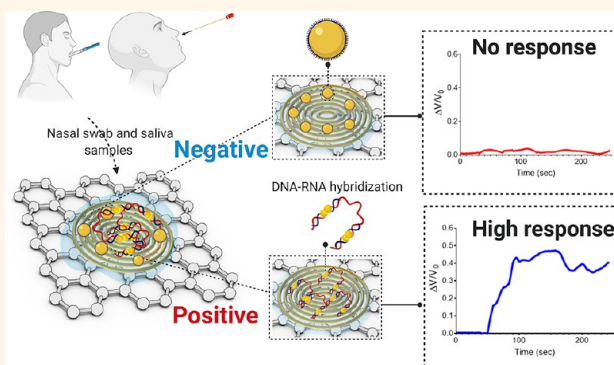 Nasal swab and saliva
samples
Negative
Positive
DNA-RNA hybridization
No response
ΔV/V0
0.6
0.4
0.2
0.0
0
100
200
Time (sec)
High response
ΔV/V0
0.6
0.5
0.4
0.3
0.2
0.1
0.0
0
100
200
Time (sec)